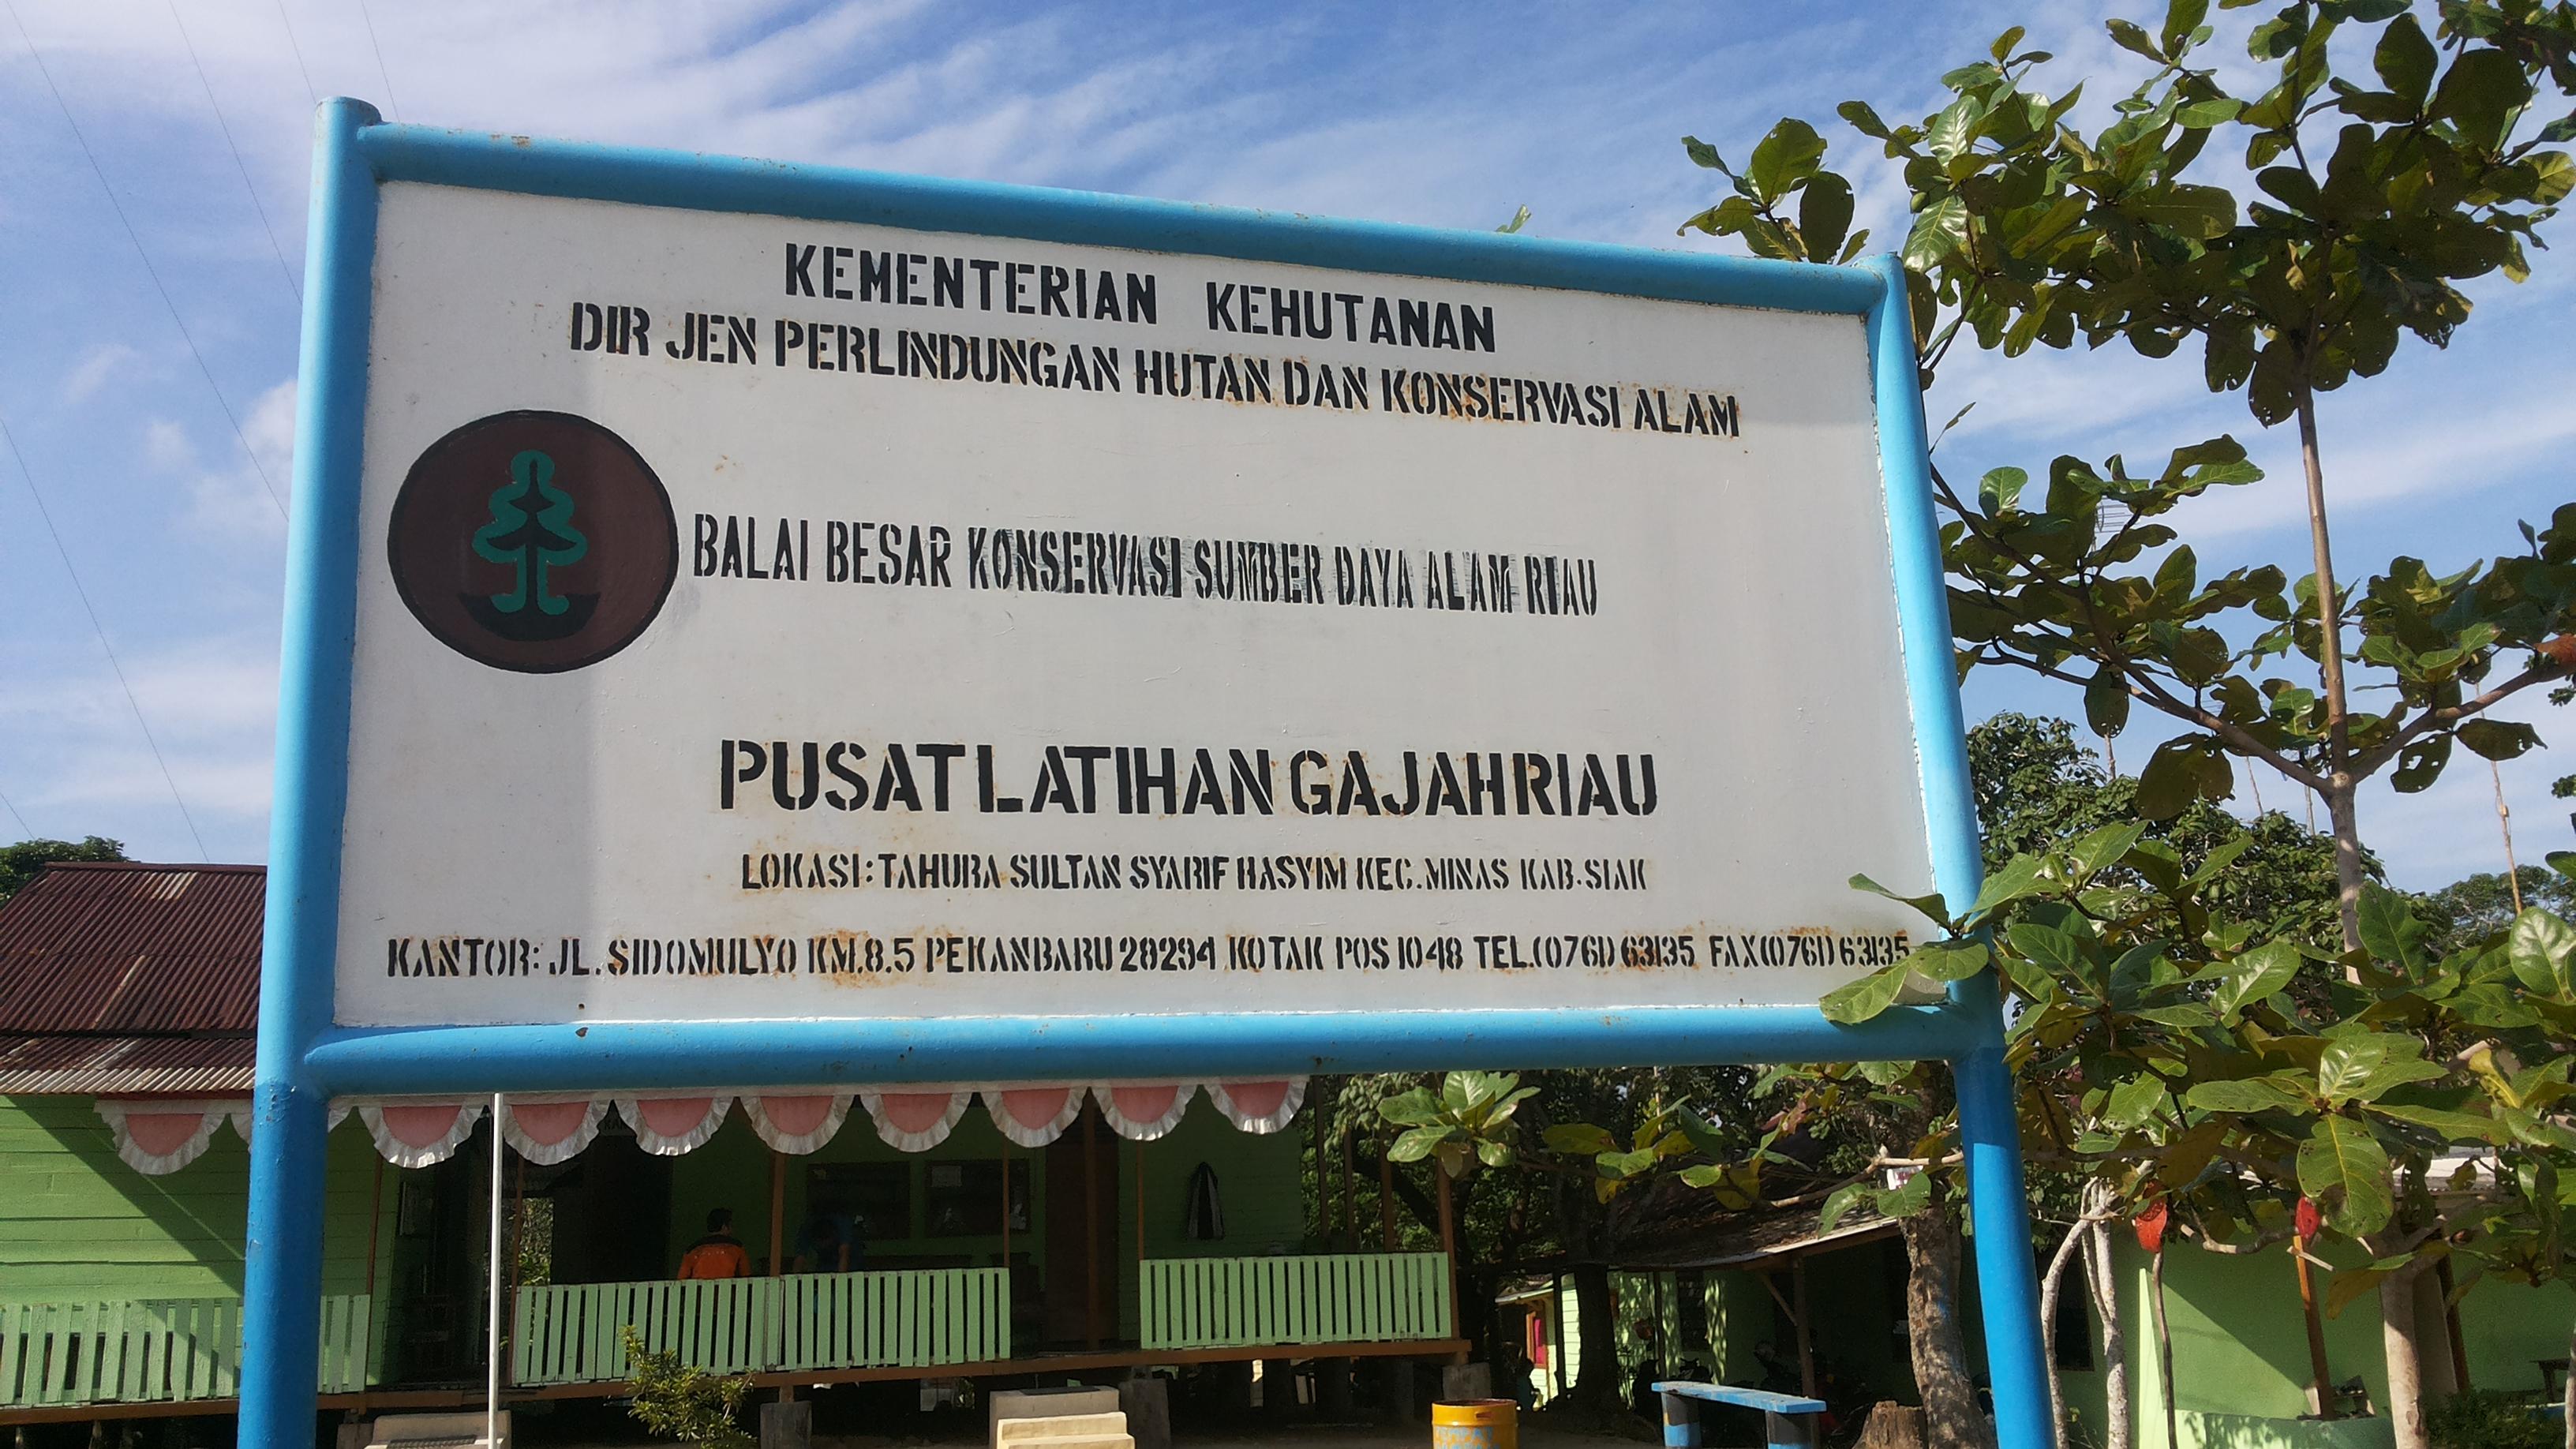 KEMENTERIAN KEHUTANAN
DIR JEN PERLINDUNGAN HUTAN DAN KONSERVASI ALAM
BALAI BESAR KONSERVASI SUMBER DAYA ALAM RIAU
PUSAT LATIHAN GAJAH RIAU
LOKASI: TAHURA SULTAN SYARIF HASYIM KEC. MINAS KAB. SIAK
KANTOR: JL. SIDOMULYO KM.8.5 PEKANBARU 28294 KOTAK POS 1048 TEL.(0761) 63135 FAX(0761) 63135